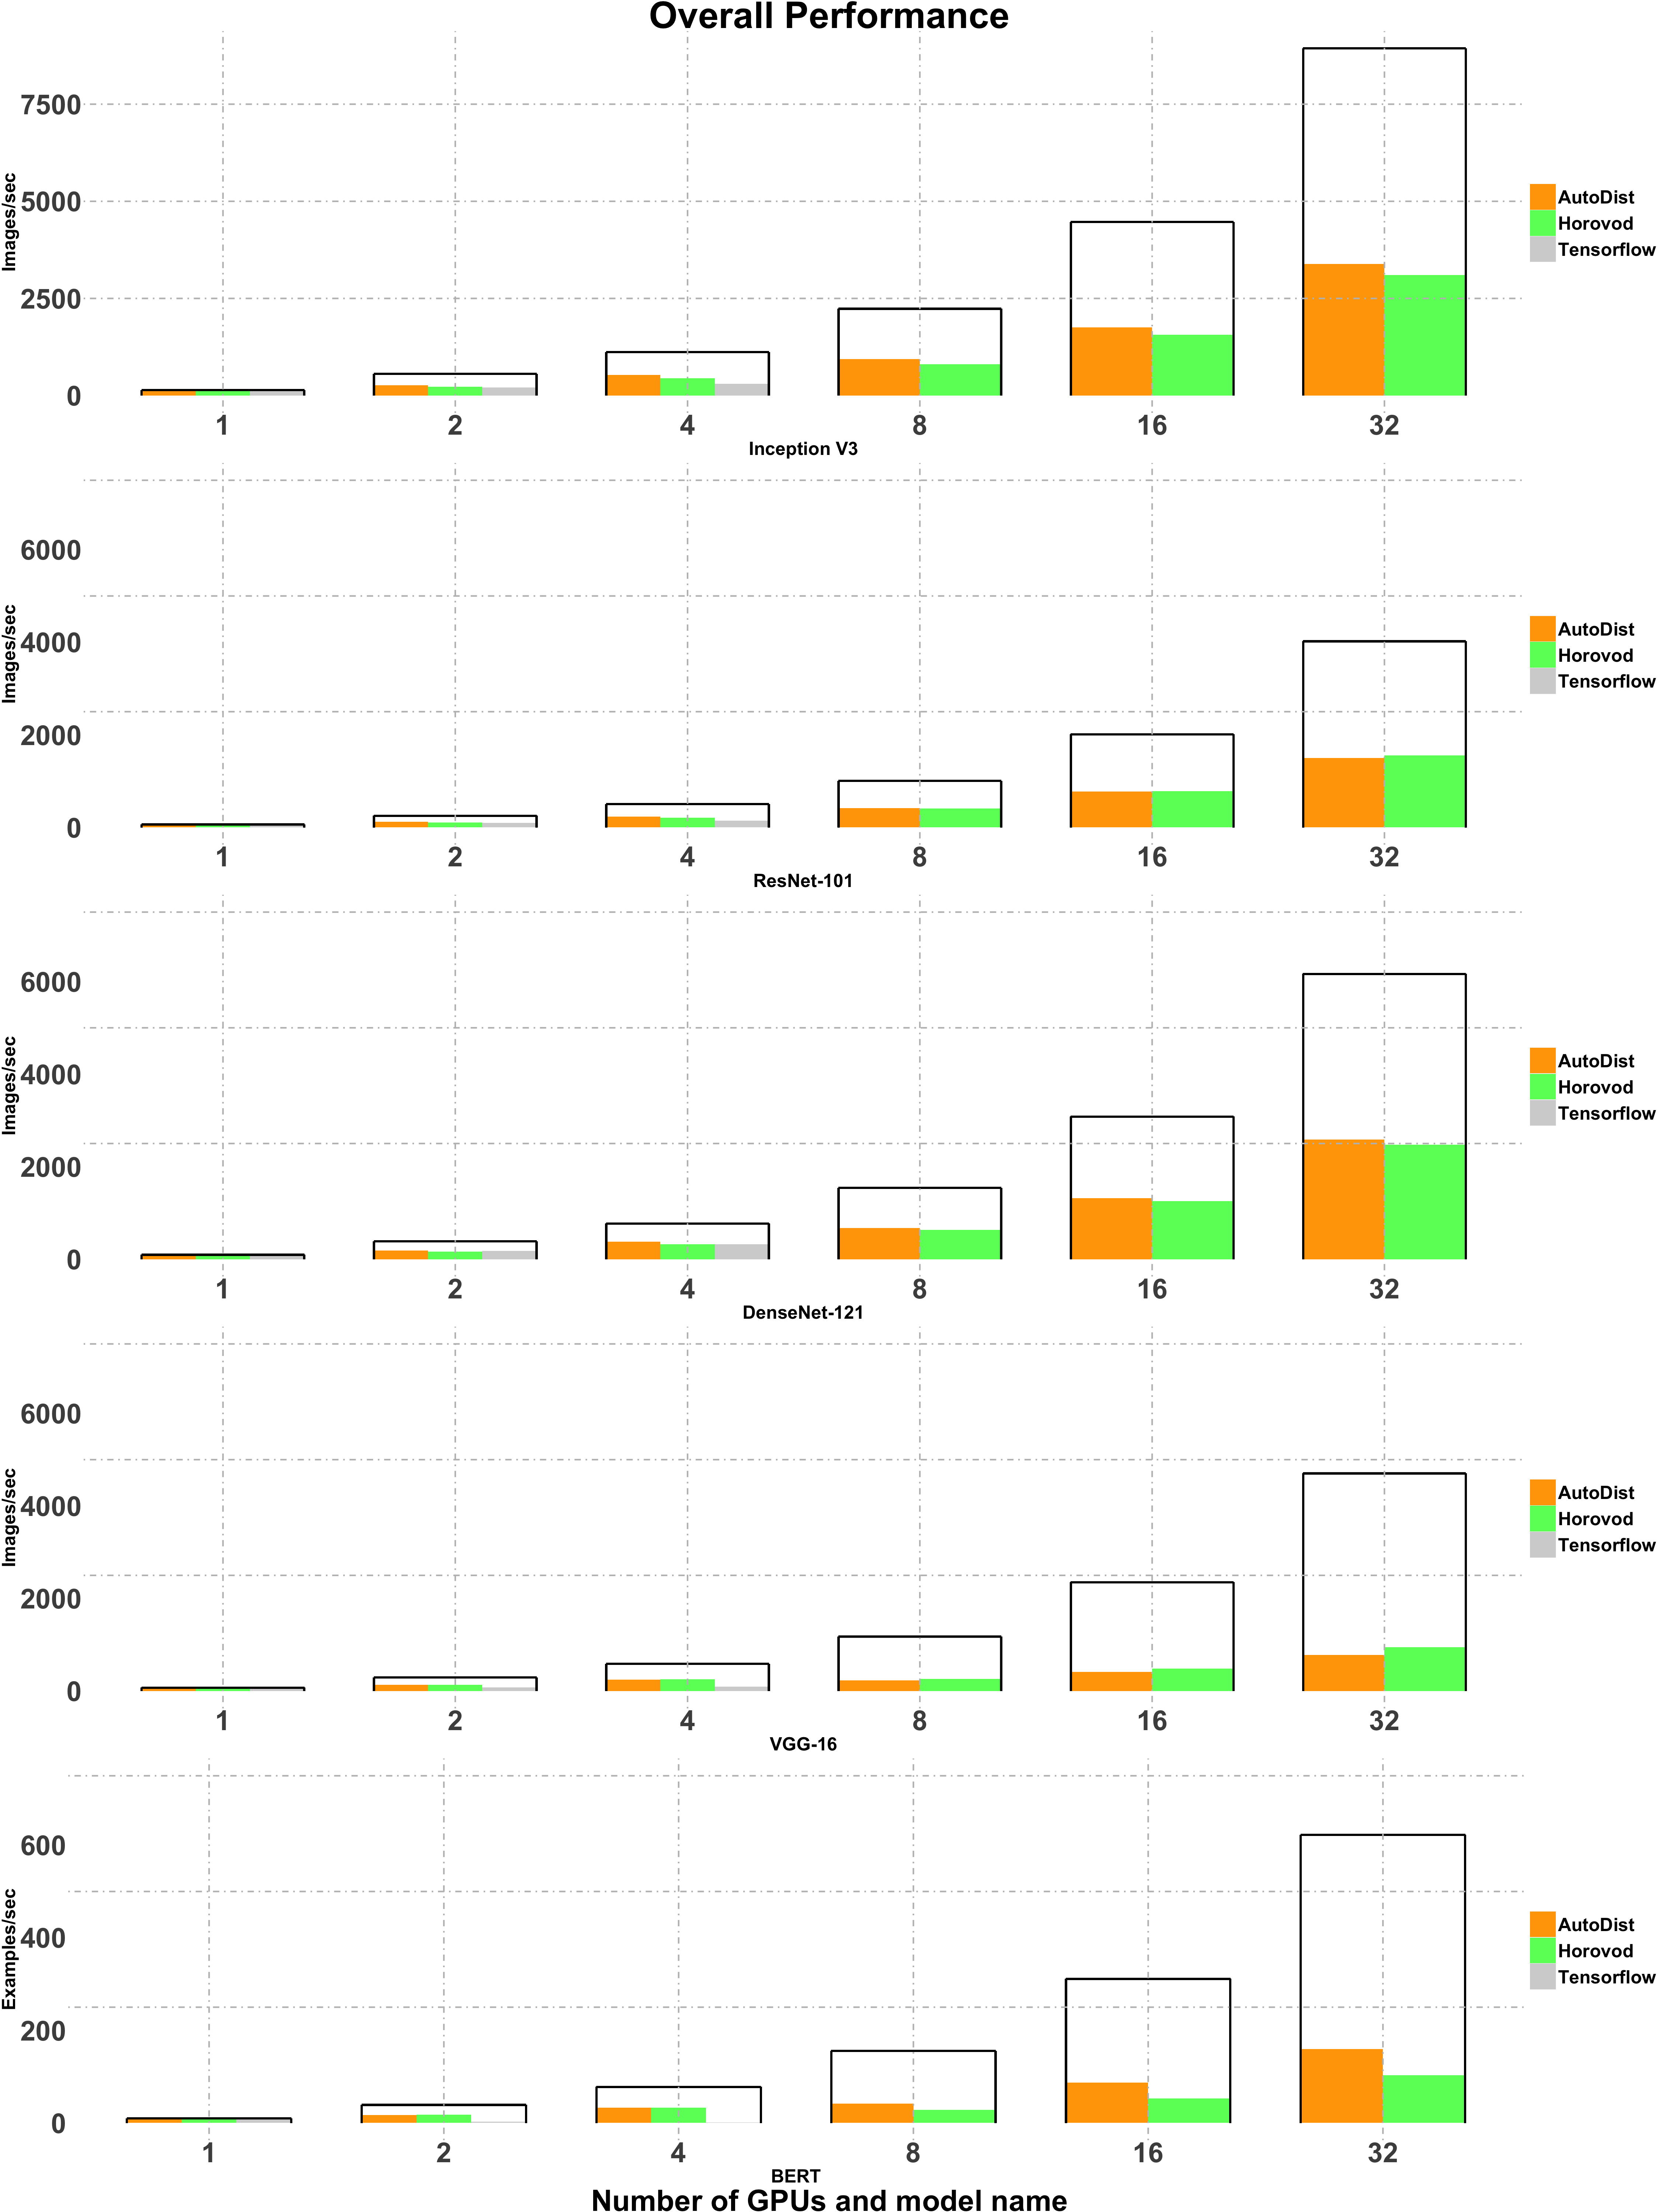 Overall Performance
Images/sec
7500
5000
2500
0
1 2 4 8 16 32
Inception V3
AutoDist
Horovod
Tensorflow
Images/sec
6000
4000
2000
0
1 2 4 8 16 32
ResNet-101
AutoDist
Horovod
Tensorflow
Images/sec
6000
4000
2000
0
1 2 4 8 16 32
DenseNet-121
AutoDist
Horovod
Tensorflow
Images/sec
6000
4000
2000
0
1 2 4 8 16 32
VGG-16
AutoDist
Horovod
Tensorflow
Examples/sec
600
400
200
0
1 2 4 8 16 32
BERT
AutoDist
Horovod
Tensorflow
Number of GPUs and model name